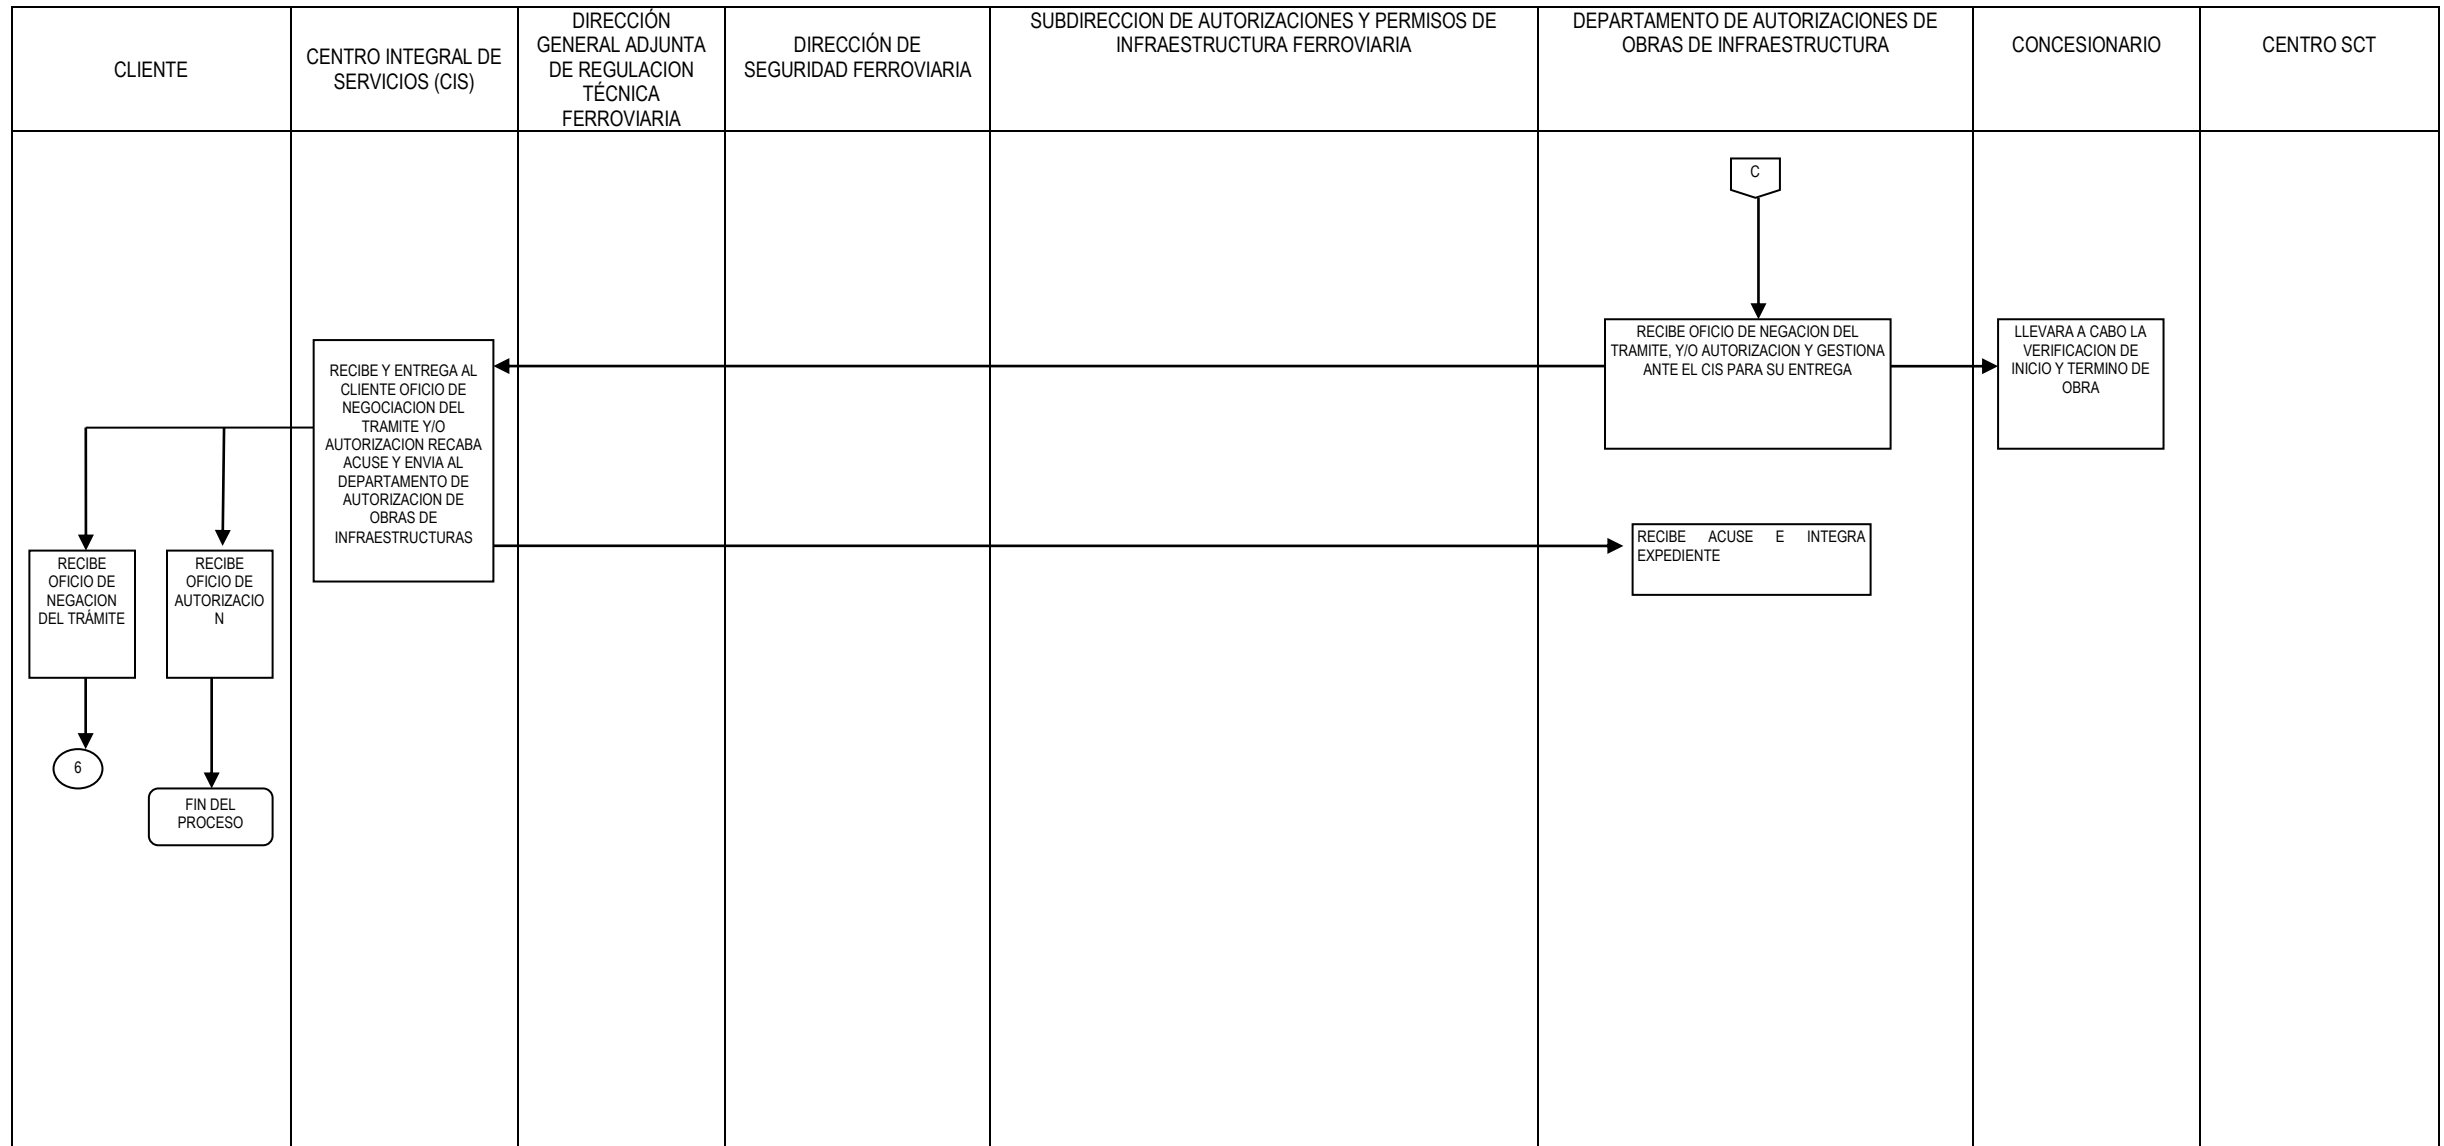 CLIENTE
CENTRO INTEGRAL DE
SERVICIOS (CIS)
DIRECCIÓN
GENERAL ADJUNTA
DE REGULACION
TÉCNICA
FERROVIARIA
DIRECCIÓN DE
SEGURIDAD FERROVIARIA
SUBDIRECCION DE AUTORIZACIONES Y PERMISOS DE
INFRAESTRUCTURA FERROVIARIA
DEPARTAMENTO DE AUTORIZACIONES DE
OBRAS DE INFRAESTRUCTURA
CONCESIONARIO
CENTRO SCT
C
RECIBE OFICIO DE NEGACION DEL
TRAMITE, Y/O AUTORIZACION Y GESTIONA
ANTE EL CIS PARA SU ENTREGA
LLEVARA A CABO LA
VERIFICACION DE
INICIO Y TERMINO DE
OBRA
RECIBE Y ENTREGA AL
CLIENTE OFICIO DE
NEGOCIACION DEL
TRAMITE Y/O
AUTORIZACION RECABA
ACUSE Y ENVIA AL
DEPARTAMENTO DE
AUTORIZACION DE
OBRAS DE
INFRAESTRUCTURAS
RECIBE ACUSE E INTEGRA
EXPEDIENTE
RECIBE
OFICIO DE
NEGACION
DEL TRÁMITE
RECIBE
OFICIO DE
AUTORIZACIO
N
6
FIN DEL
PROCESO